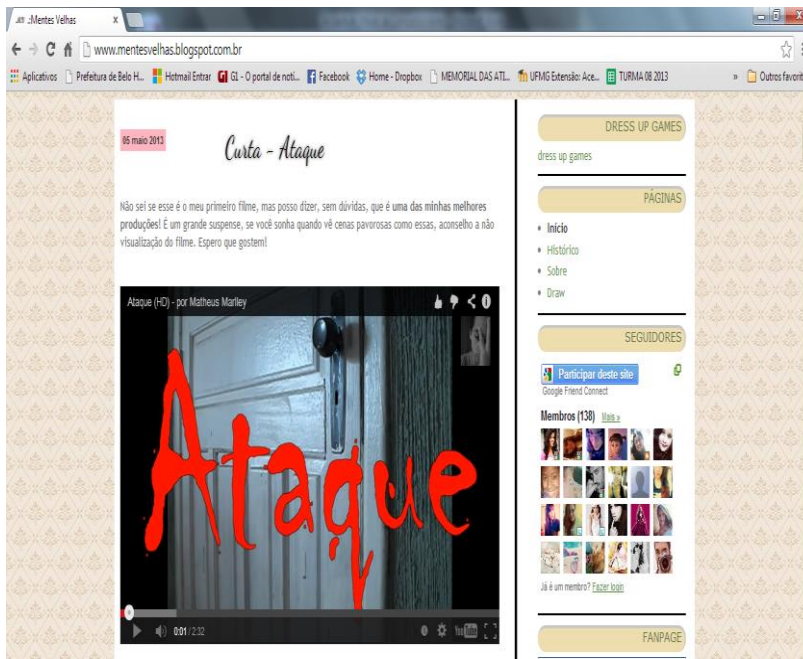 .:Mentes Velhas
www.mentesvelhas.blogspot.com.br
Aplicativos
Prefeitura de Belo H...
Hotmail Entrar
G1 - O portal de notí...
Facebook
Home - Dropbox
MEMORIAL DAS ATI...
UFMG Extensão: Ace...
TURMA 08 2013
»
Outros favorit
05 maio 2013
Curta - Ataque
Não sei se esse é o meu primeiro filme, mas posso dizer, sem dúvidas, que é uma das minhas melhores
produções! É um grande suspense, se você sonha quando vê cenas pavorosas como essas, aconselho a não
visualização do filme. Espero que gostem!
Ataque (HD) - por Matheus Marlley
Ataque
0:01 / 2:32
YouTube
DRESS UP GAMES
dress up games
PÁGINAS
Início
Histórico
Sobre
Draw
SEGUIDORES
Participar deste site
Google Friend Connect
Membros (138) Mais »
Já é um membro? Fazer login
FANPAGE